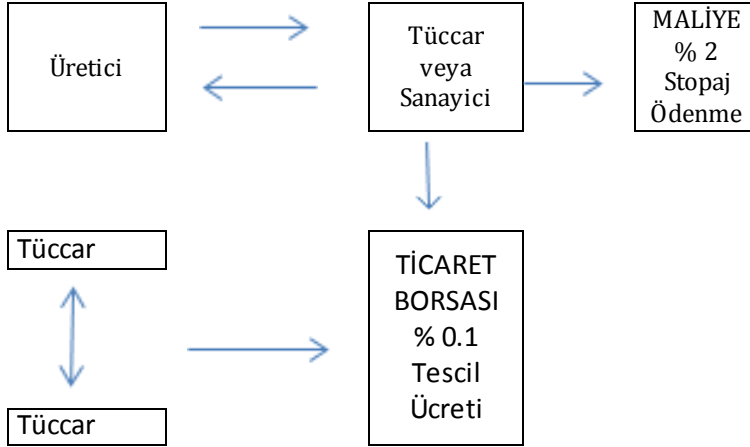 Üretici
Tüccar
veya
Sanayici
MALİYE
% 2
Stopaj
Ödenme
Tüccar
Tüccar
TİCARET
BORSASI
% 0.1
Tescil
Ücreti